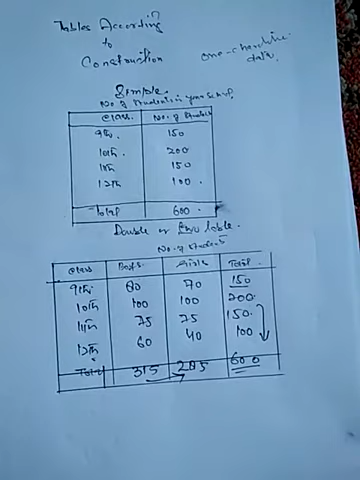 Tables According
to
Construction
one-
data.
Simple.
No of students in your school.
Class. No. of Students
9th. 150
10th. 200
11th 150
12th 100.
Total 600.
Double or Two table.
No. of Students
Class Boys. Girls Total.
9th. 80 70 150
10th 100 100 200.
11th 75 75 150.
12th 60 40 100
Total 315 285 600